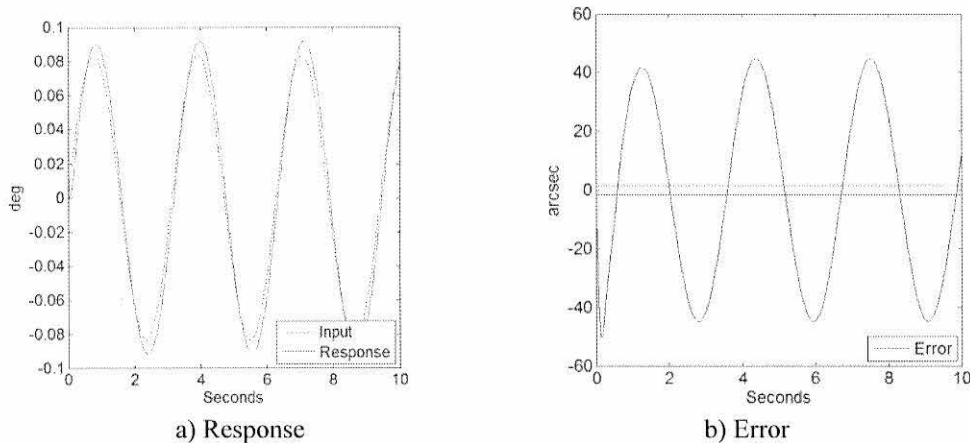 0.1
0.08
0.06
0.04
0.02
0
-0.02
-0.04
-0.06
-0.08
-0.1
deg
0 2 4 6 8 10
Seconds
Input
Response
a) Response
60
40
20
0
-20
-40
-60
arcsec
0 2 4 6 8 10
Seconds
Error
b) Error